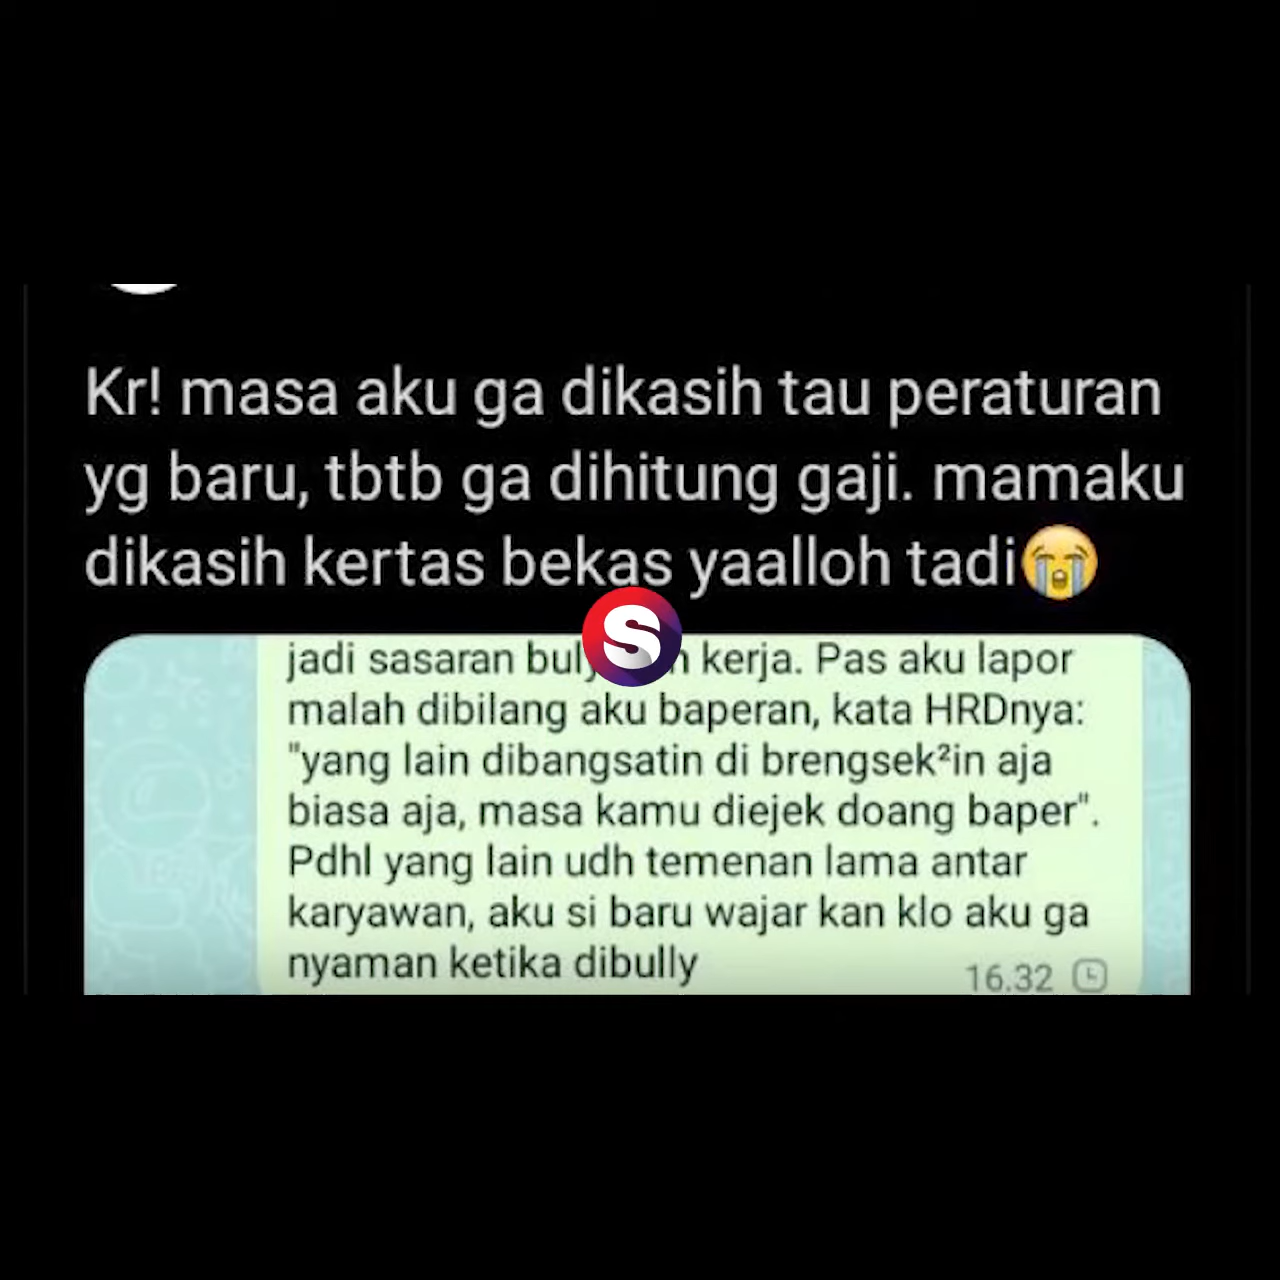 Kr! masa aku ga dikasih tau peraturan
yg baru, tbtb ga dihitung gaji. mamaku
dikasih kertas bekas yaalloh tadi😭
S
jadi sasaran kerja. Pas aku lapor
malah dibilang aku baperan, kata HRDnya:
"yang lain dibangsatin di brengsek²in aja
biasa aja, masa kamu diejek doang baper".
Pdhl yang lain udh temenan lama antar
karyawan, aku si baru wajar kan klo aku ga
nyaman ketika dibully
16.32